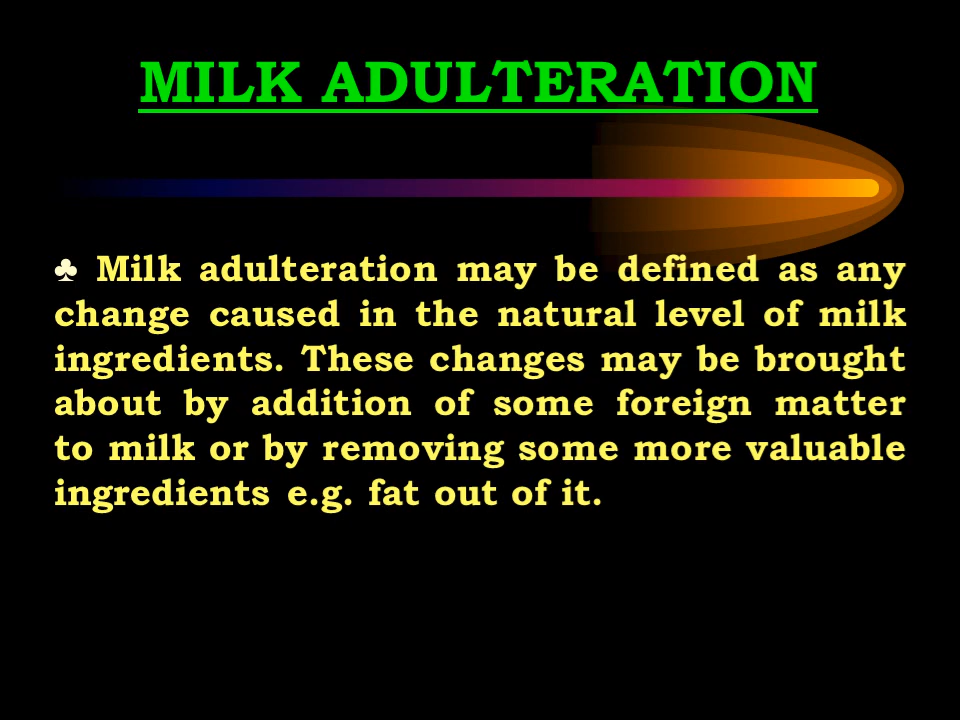 MILK ADULTERATION
♣ Milk adulteration may be defined as any
change caused in the natural level of milk
ingredients. These changes may be brought
about by addition of some foreign matter
to milk or by removing some more valuable
ingredients e.g. fat out of it.